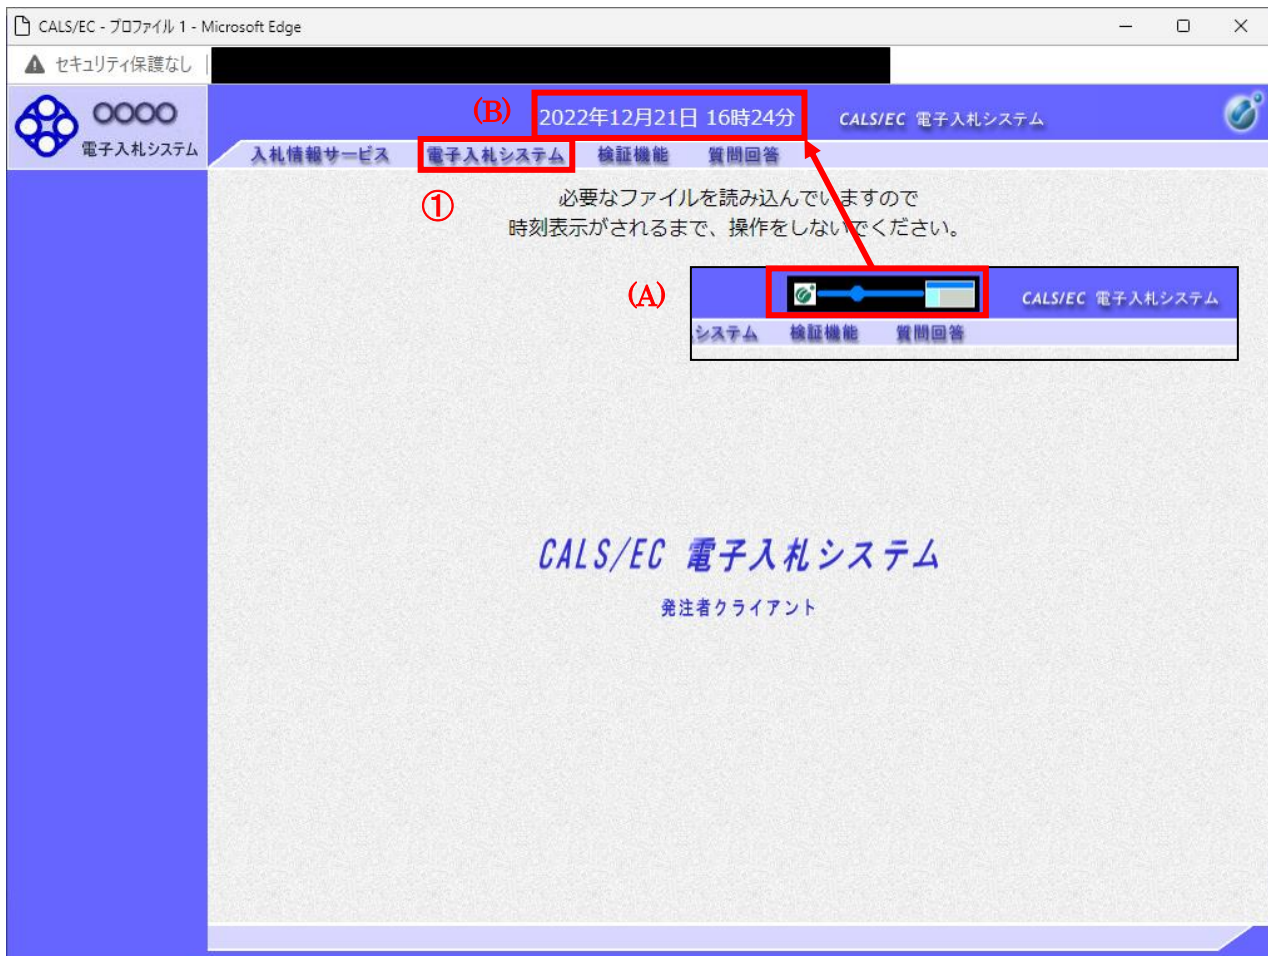 CALS/EC - プロファイル 1 - Microsoft Edge
セキュリティ保護なし
OOOO
電子入札システム
(B)
2022年12月21日 16時24分
CALS/EC 電子入札システム
入札情報サービス 電子入札システム 検証機能 質問回答
①
必要なファイルを読み込んでいますので
時刻表示がされるまで、操作をしないでください。
(A)
CALS/EC 電子入札システム
システム 検証機能 質問回答
CALS/EC 電子入札システム
発注者クライアント